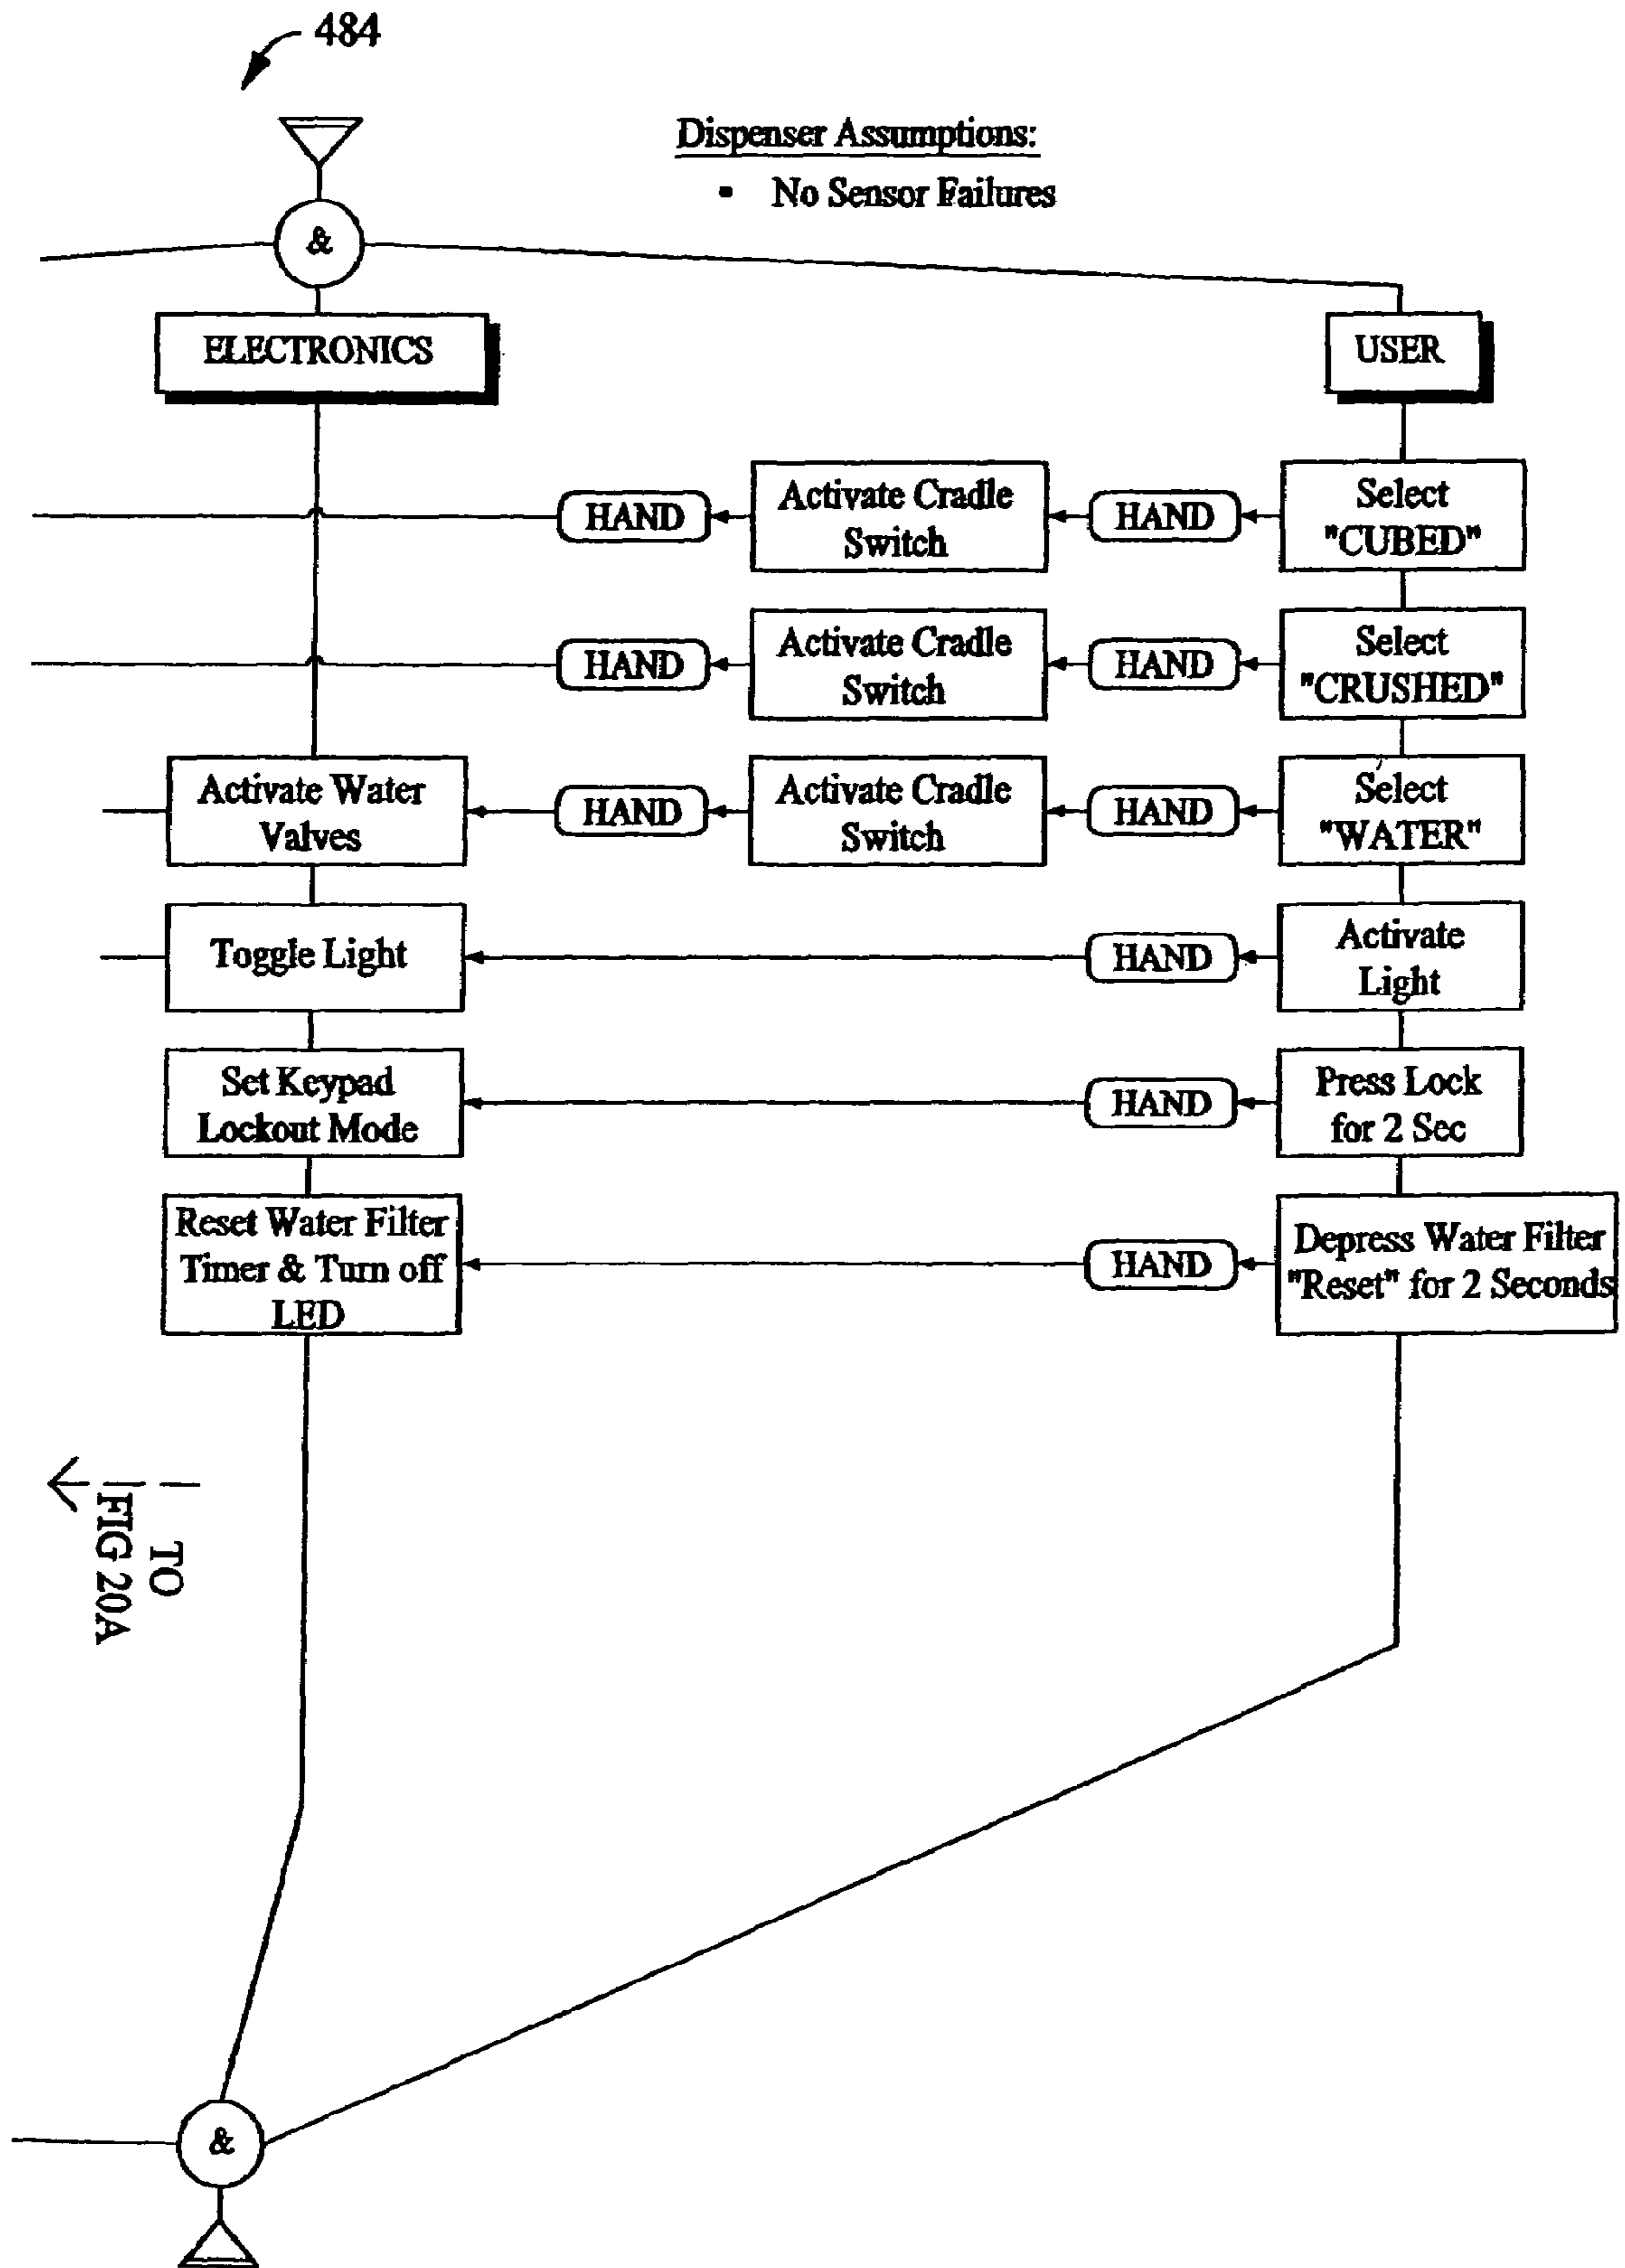 484
Dispenser Assumptions:
▪ No Sensor Failures
&
ELECTRONICS
USER
HAND
Activate Cradle
Switch
HAND
Select
"CUBED"
HAND
Activate Cradle
Switch
HAND
Select
"CRUSHED"
Activate Water
Valves
HAND
Activate Cradle
Switch
HAND
Select
"WATER"
Toggle Light
HAND
Activate
Light
Set Keypad
Lockout Mode
HAND
Press Lock
for 2 Sec
Reset Water Filter
Timer & Turn off
LED
HAND
Depress Water Filter
"Reset" for 2 Seconds
TO
FIG 20A
&